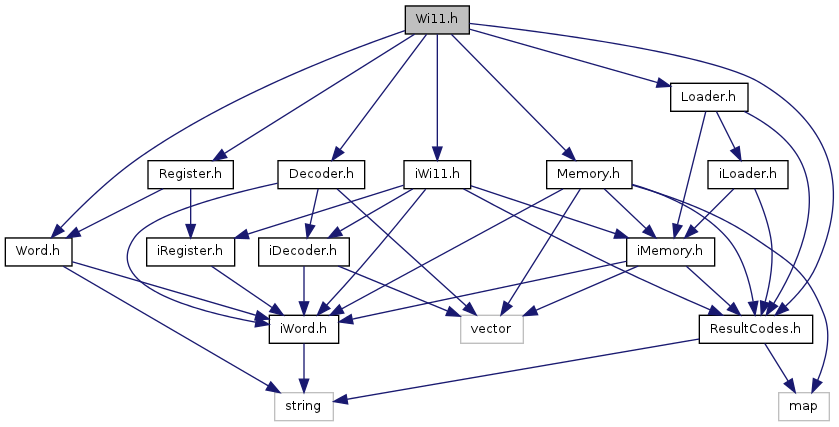 Wi11.h
Loader.h
Register.h
Decoder.h
iWi11.h
Memory.h
iLoader.h
Word.h
iRegister.h
iDecoder.h
iMemory.h
iWord.h
vector
ResultCodes.h
string
map